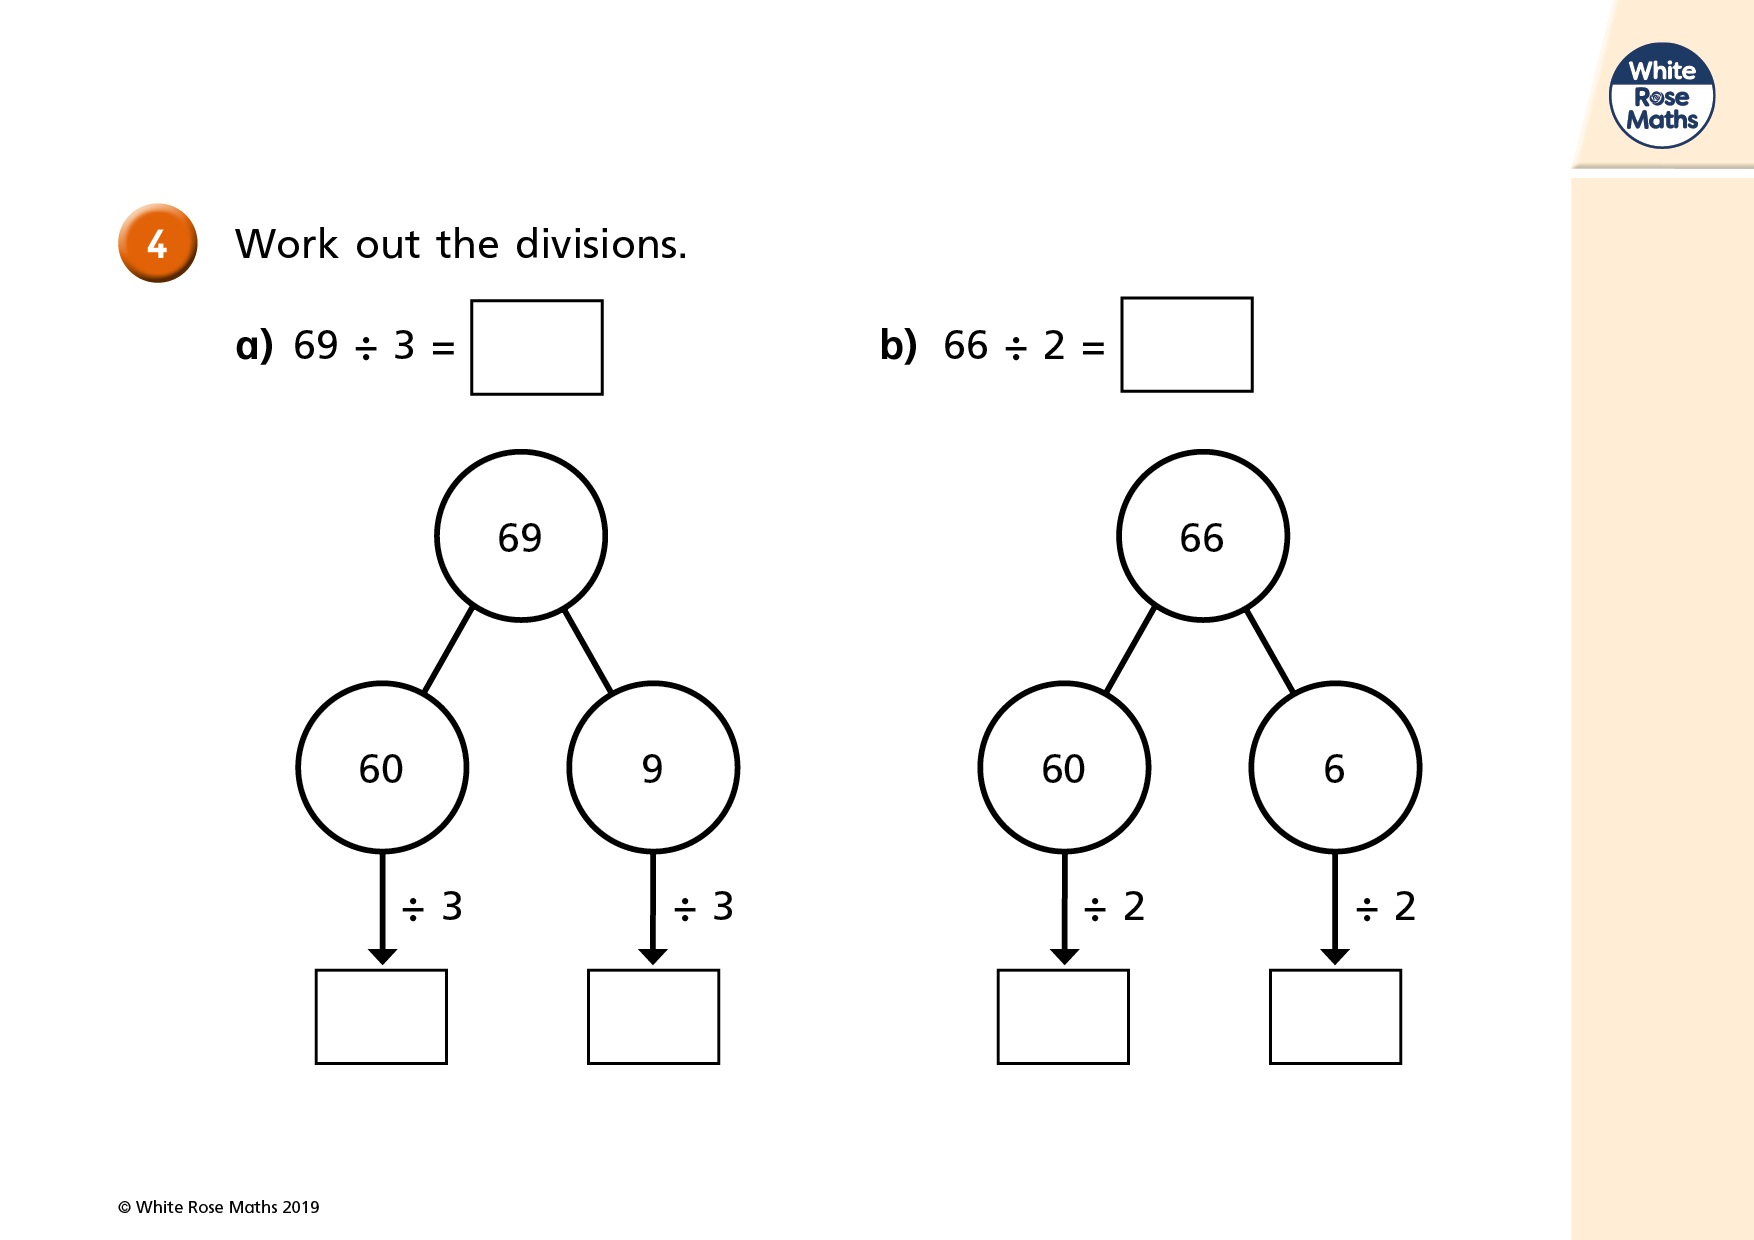 White
Rose
Maths
4 Work out the divisions.
a) 69 ÷ 3 =
b) 66 ÷ 2 =
69
66
60
9
60
6
÷ 3
÷ 3
÷ 2
÷ 2
© White Rose Maths 2019